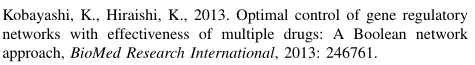 Kobayashi, K., Hiraishi, K., 2013. Optimal control of gene regulatory
networks with effectiveness of multiple drugs: A Boolean network
approach, BioMed Research International, 2013: 246761.